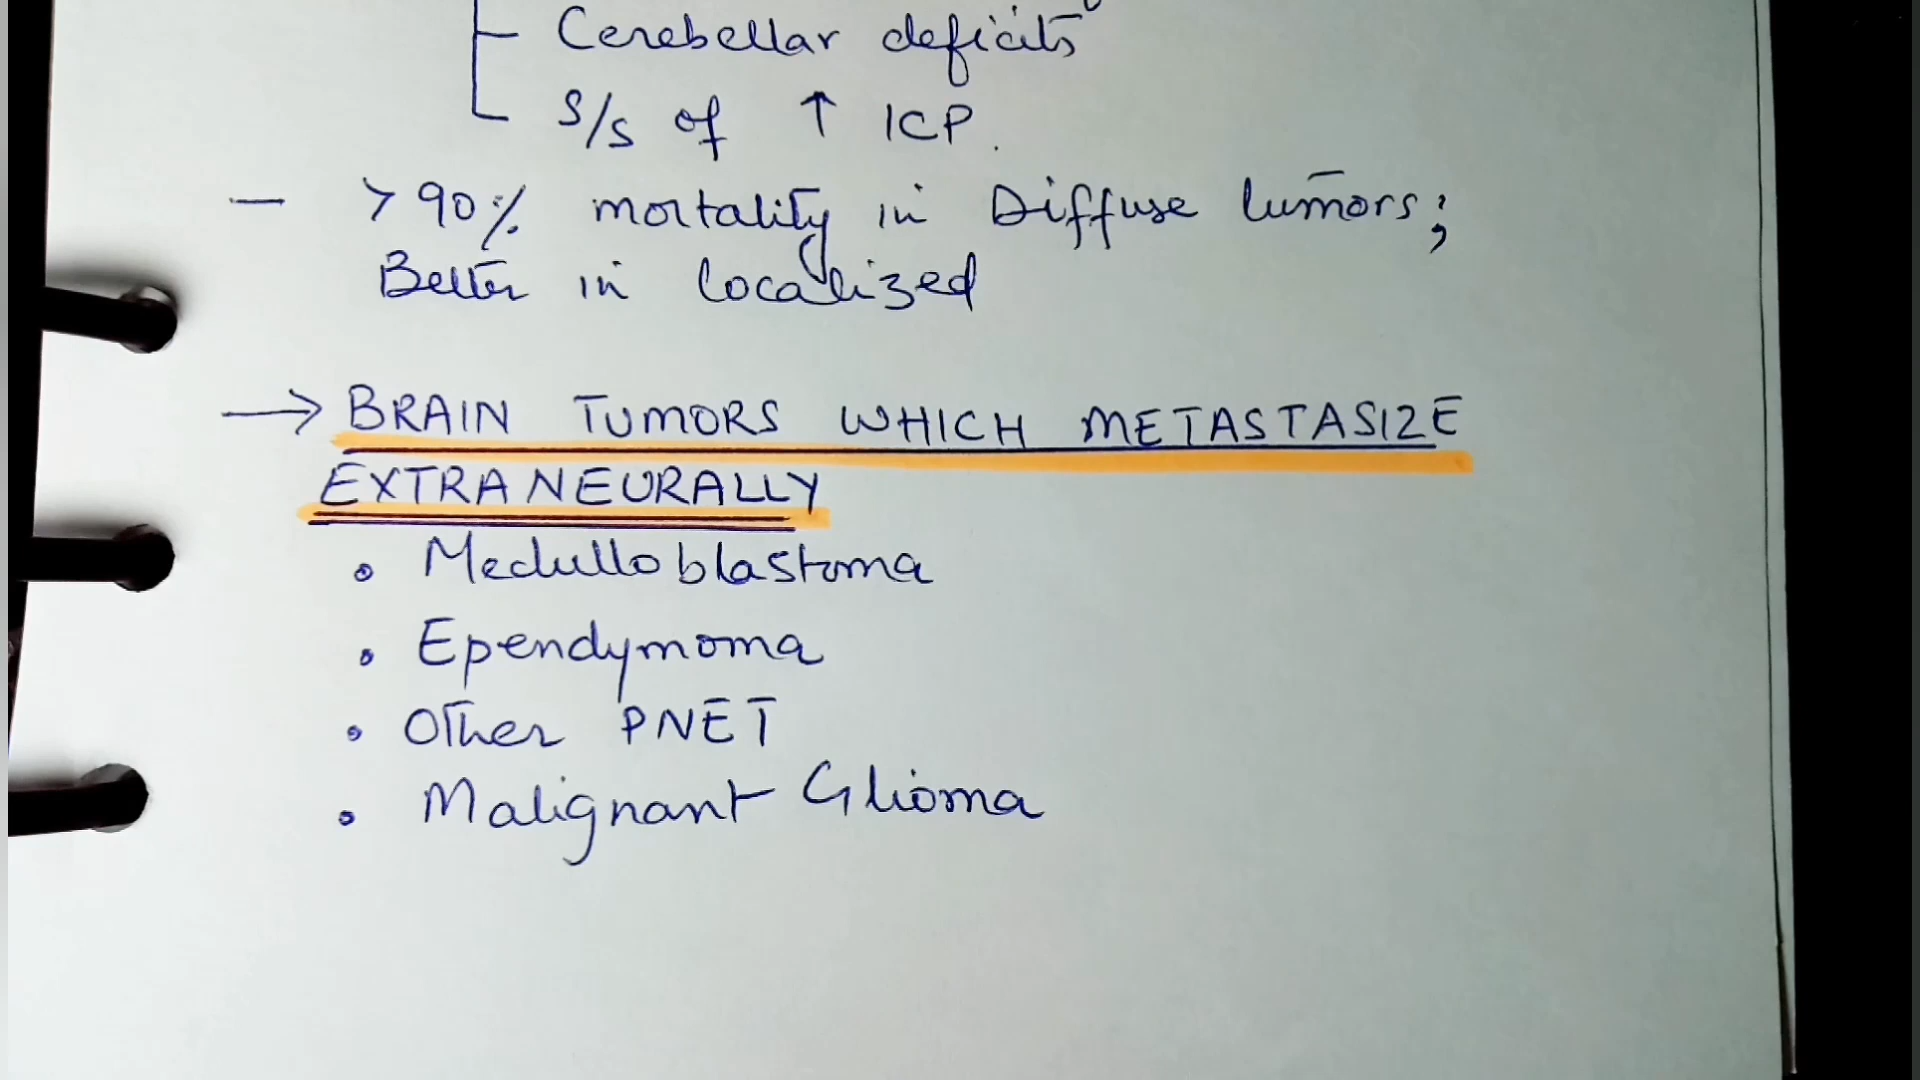 Cerebellar deficits
S/s of ↑ ICP.
— >90% mortality in Diffuse tumors;
Better in localized
→ BRAIN TUMORS WHICH METASTASIZE
EXTRANEURALLY
• Medulloblastoma
• Ependymoma
• Other PNET
• Malignant Glioma